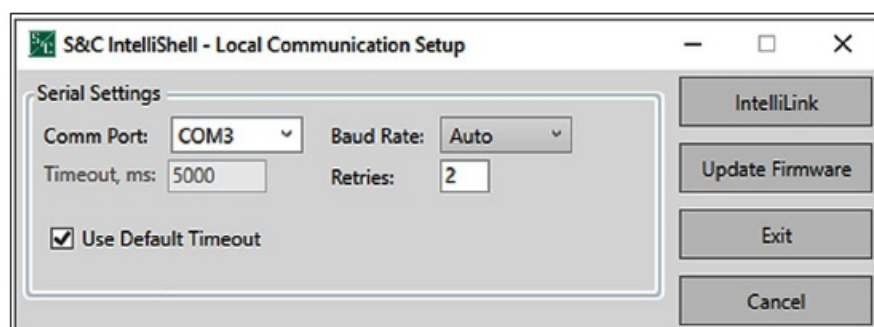 S&C IntelliShell - Local Communication Setup
Serial Settings
Comm Port: COM3 Baud Rate: Auto
Timeout, ms: 5000 Retries: 2
Use Default Timeout
IntelliLink
Update Firmware
Exit
Cancel